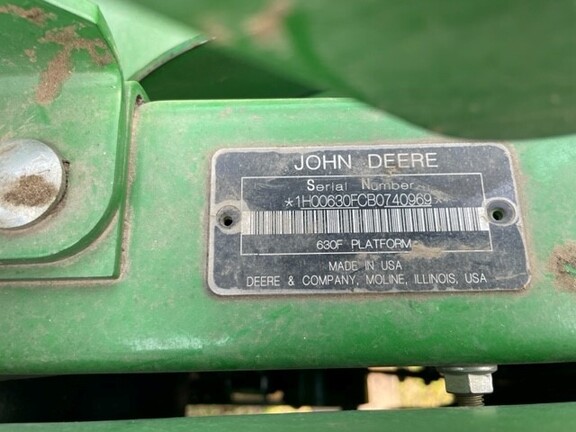 JOHN DEERE
Serial Number
*1H00630FCB0740969*
630F PLATFORM
MADE IN USA
DEERE & COMPANY, MOLINE, ILLINOIS, USA